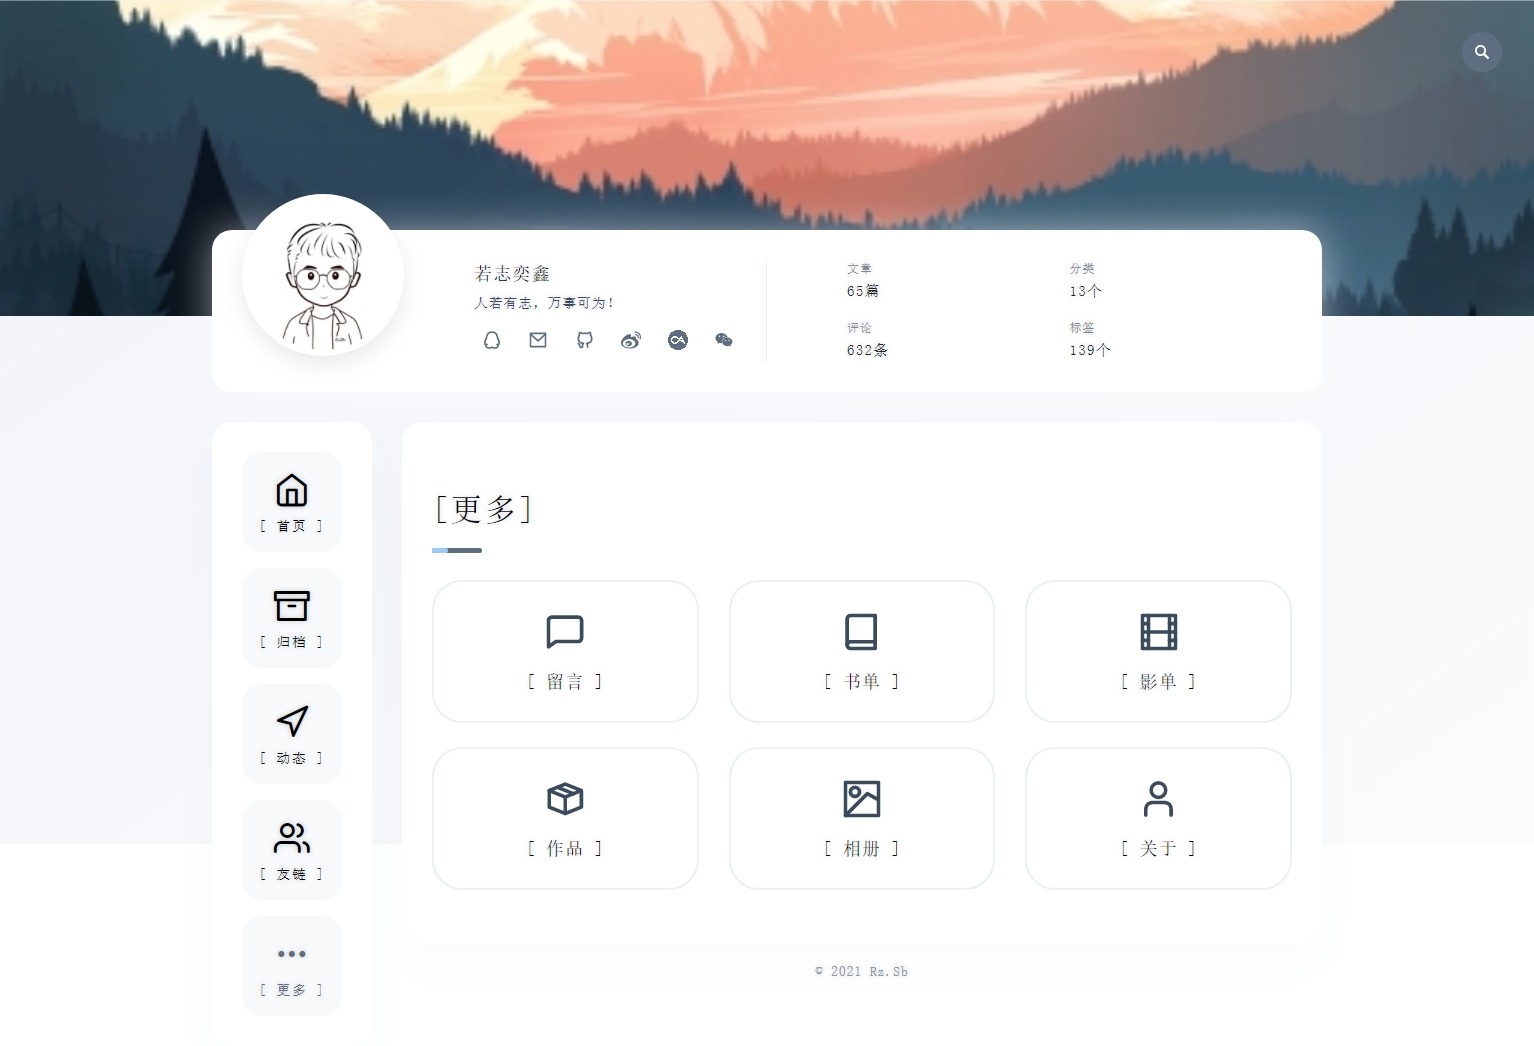 若志奕鑫
人若有志，万事可为！
文章
65篇
分类
13个
评论
632条
标签
139个
[ 首页 ]
[ 归档 ]
[ 动态 ]
[ 友链 ]
[ 更多 ]
[更多]
[ 留言 ]
[ 书单 ]
[ 影单 ]
[ 作品 ]
[ 相册 ]
[ 关于 ]
© 2021 Rz.Sb